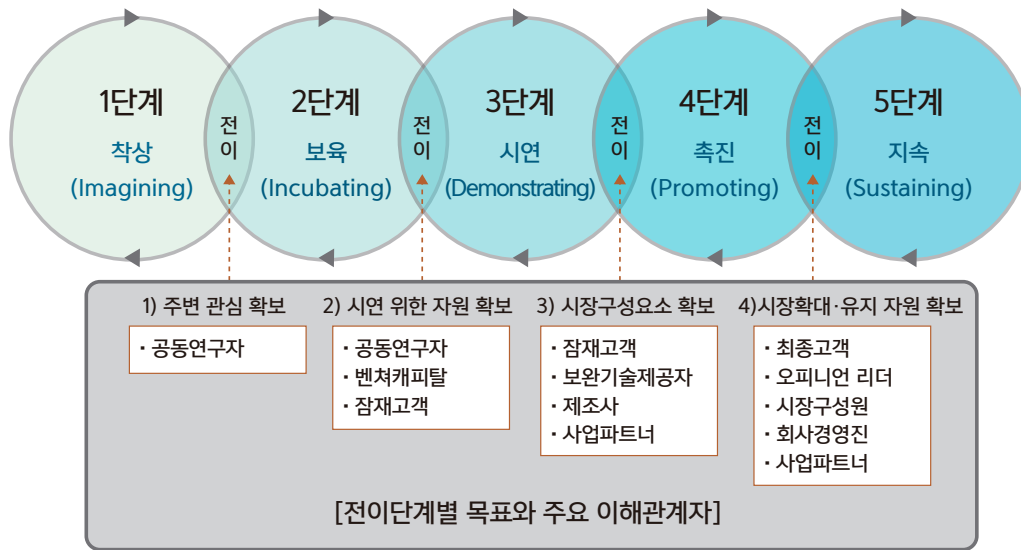 1단계
착상
(Imagining)
전이
2단계
보육
(Incubating)
전이
3단계
시연
(Demonstrating)
전이
4단계
촉진
(Promoting)
전이
5단계
지속
(Sustaining)
1) 주변 관심 확보
· 공동연구자
2) 시연 위한 자원 확보
· 공동연구자
· 벤쳐캐피탈
· 잠재고객
3) 시장구성요소 확보
· 잠재고객
· 보완기술제공자
· 제조사
· 사업파트너
4)시장확대·유지 자원 확보
· 최종고객
· 오피니언 리더
· 시장구성원
· 회사경영진
· 사업파트너
[전이단계별 목표와 주요 이해관계자]